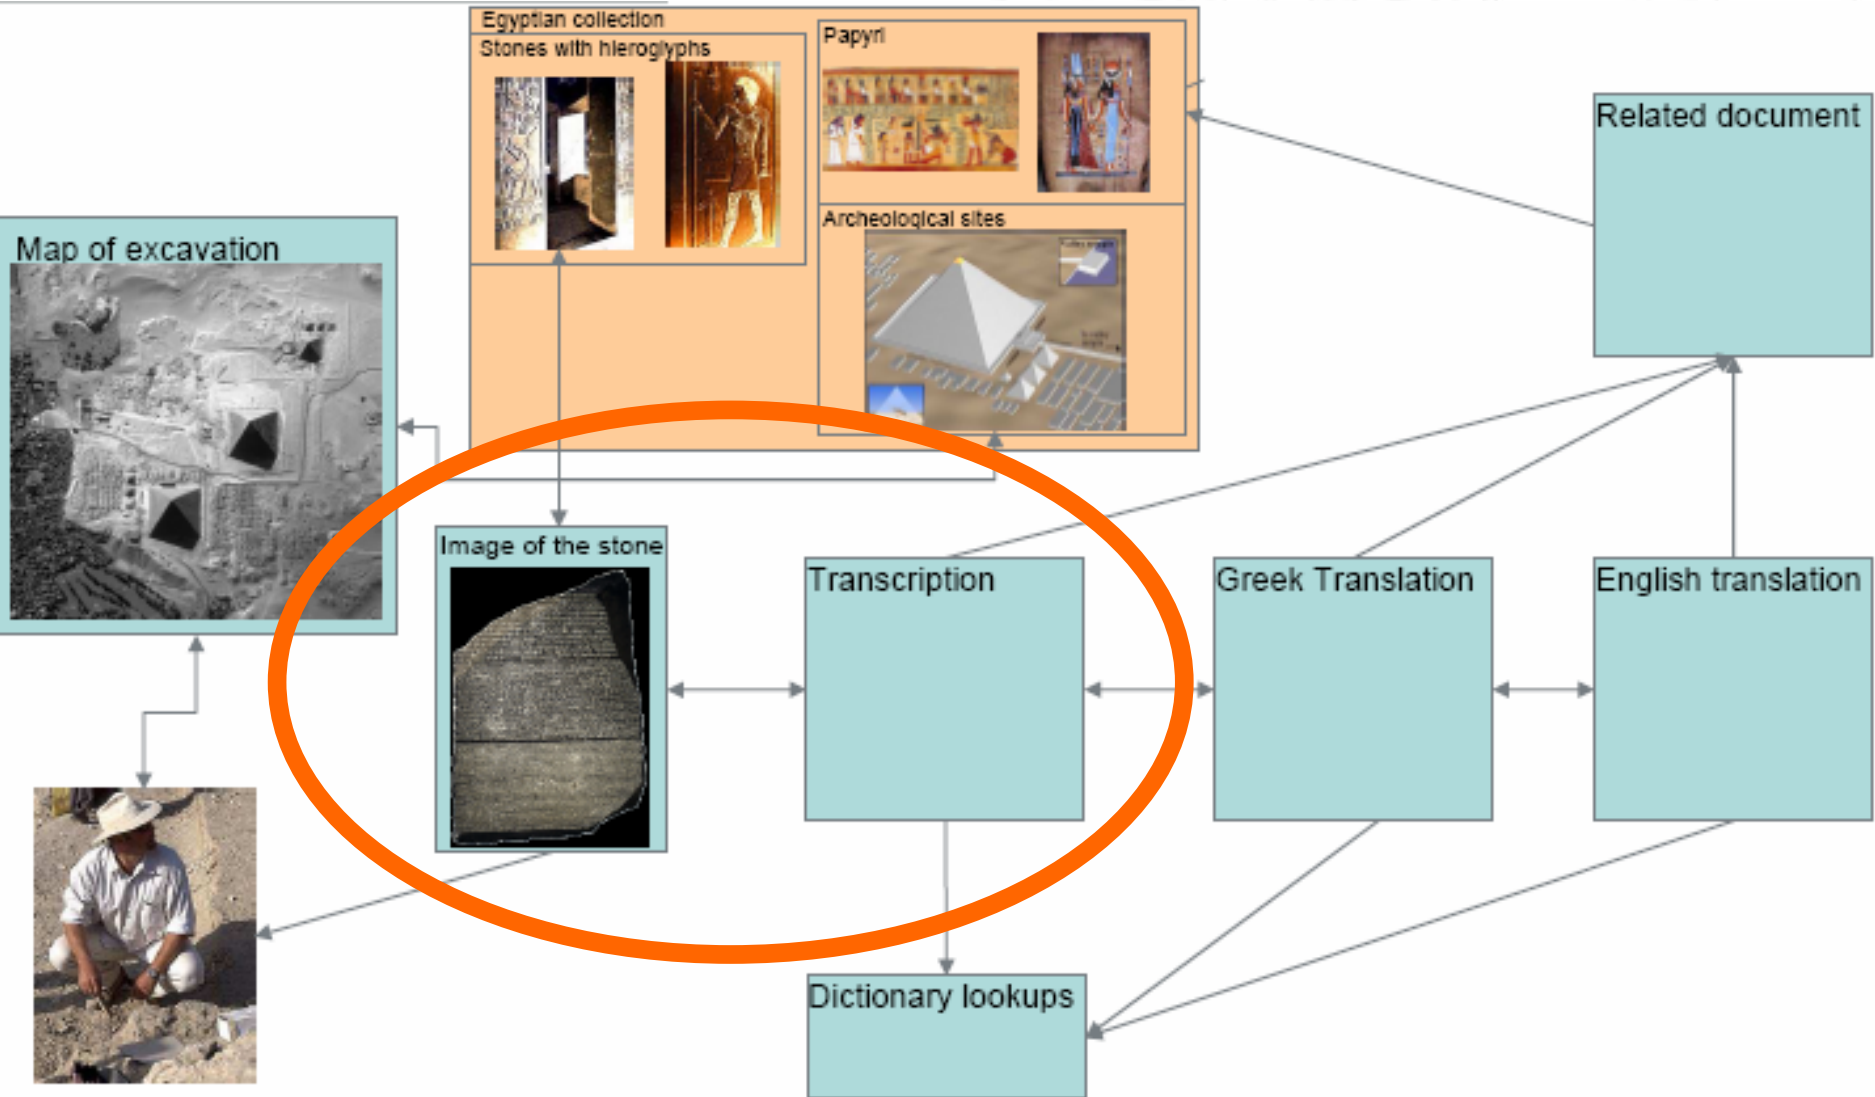 Egyptian collection
Stones with hieroglyphs
Papyri
Related document
Archeological sites
Map of excavation
Image of the stone
Transcription
Greek Translation
English translation
Dictionary lookups